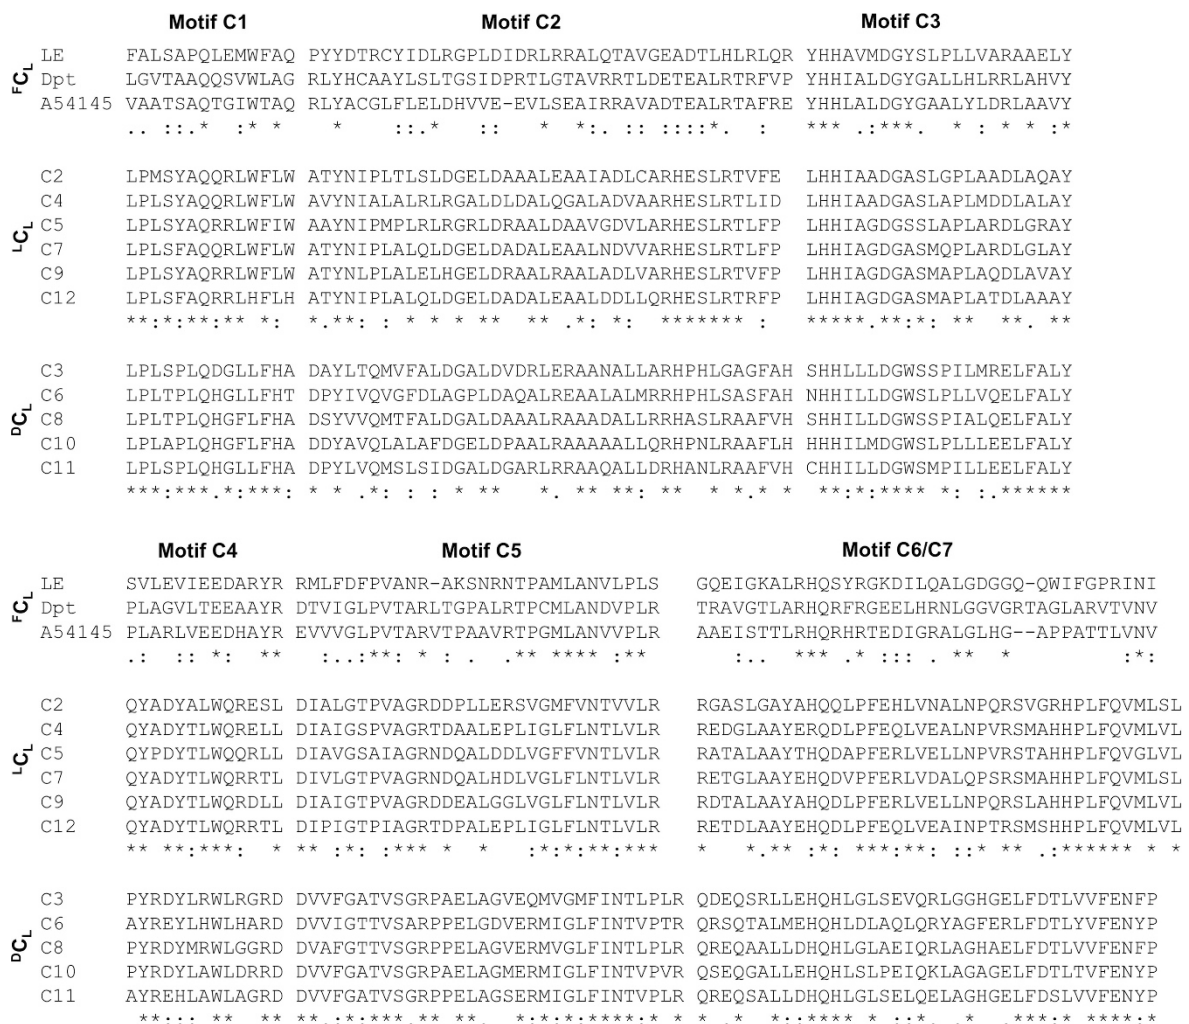 Motif C1 Motif C2 Motif C3
FCL
LE FALSAPQLEMWFAQ PYYDTRCYIDLRGPLDIDRLRRALQTAVGEADTLHLRLQR YHHAVMDGYSLPLLVARAAELY
Dpt LGVTAAQQSVWLAG RLYHCAAYLSLTGSIDPRTLGTAVRRTLDETEALRTRFVP YHHIALDGYGALLHLRRLAHVY
A54145 VAATSAQTGIWTAQ RLYACGLFLELDHVVE-EVLSEAIRRAVADTEALRTAFRE YHHLALDGYGAALYLDRLAAVY
.. ::.* :* * * ::.* :: * *:. :: ::::*. : *** .:***. * : * * :*
LCL
C2 LPMSYAQQRLWFLW ATYNIPLTLSLDGELDAAALEAAIADLCARHESLRTVFE LHHIAADGASLGPLAADLAQAY
C4 LPLSYAQQRLWFLW AVYNIALALRLRGALDLDALQGALADVAARHESLRTLID LHHIAADGASLAPLMDDLALAY
C5 LPLSYAQRRLWFIW AAYNIPMPLRLRGRLDRAALDAAVGDVLARHESLRTLFP LHHIAGDGSSLAPLARDLGRAY
C7 LPLSFAQQRLWFLW ATYNIPLALQLDGELDADALEAALNDVVARHESLRTLFP LHHIAGDGASMQPLARDLGLAY
C9 LPLSYAQRRLWFLW ATYNLPLALELHGELDRAALRAALADLVARHESLRTVFP LHHIAGDGASMAPLAQDLAVAY
C12 LPLSFAQRRLHFLH ATYNIPLALQLDGELDADALEAALDDLLQRHESLRTRFP LHHIAGDGASMAPLATDLAAAY
**:*:**:** *: *.**: : * * * ** ** .*: *: ******* : *****.**:*: ** **. **
DCL
C3 LPLSPLQDGLLFHA DAYLTQMVFALDGALDVDRLERAANALLARHPHLGAGFAH SHHLLLDGWSSPILMRELFALY
C6 LPLTPLQHGLLFHT DPYIVQVGFDLAGPLDAQALREAALALMRRHPHLSASFAH NHHILLDGWSLPLLVQELFALY
C8 LPLTPLQHGFLFHA DSYVVQMTFALDGALDAAALRAAADALLRRHASLRAAFVH SHHILLDGWSSPIALQELFALY
C10 LPLAPLQHGFLFHA DDYAVQLALAFDGELDPAALRAAAAALLQRHPNLRAAFLH HHHILMDGWSLPLLLEELFALY
C11 LPLSPLQHGLLFHA DPYLVQMSLSIDGALDGARLRRAAQALLDRHANLRAAFVH CHHILLDGWSMPILLEELFALY
***:***.*:***: * * .*: : : * ** *. **: ** * *.* * **:*:**** *: :.******
Motif C4 Motif C5 Motif C6/C7
FCL
LE SVLEVIEEDARYR RMLFDFPVANR-AKSNRNTPAMLANVLPLS GQEIGKALRHQSYRGKDILQALGDGGQ-QWIFGPRINI
Dpt PLAGVLTEEAAYR DTVIGLPVTARLTGPALRTPCMLANDVPLR TRAVGTLARHQRFRGEELHRNLGGVGRTAGLARVTVNV
A54145 PLARLVEEDHAYR EVVVGLPVTARVTPAAVRTPGMLANVVPLR AAEISTTLRHQRHRTEDIGRALGLHG--APPATTLVNV
.: :: *: ** :..:**: * : . .** **** :** :.. *** .* ::: . ** * :*:
LCL
C2 QYADYALWQRESL DIALGTPVAGRDDPLLERSVGMFVNTVVLR RGASLGAYAHQQLPFEHLVNALNPQRSVGRHPLFQVMLSL
C4 QYADYTLWQRELL DIAIGSPVAGRTDAALEPLIGLFVNTLVLR REDGLAAYERQDLPFERLVEALNPVRSMAHHPLFQVMLVL
C5 QYPDYTLWQQRLL DIAVGSAIAGRNDQALDDLVGFFVNTLVLR RATALAAYTHQDAPFERLVELLNPVRSMAHHPLFQVGLVL
C7 QYADYTLWQRRTL DIVLGTPVAGRNDQALHDLVGLFLNTLVLR RETGLAAYEHQDVPFERLVDALQPSRSMAHHPLFQVMLSL
C9 QYADYTLWQRDLL DIAIGTPVAGRDDEALGGLVGLFLNTLVLR RDTALAAYAHQDLPFERLVELLNPQRSLAHHPLFQVMLVL
C12 QYADYTLWQRRTL DIPIGTPIAGRTDPALEPLIGLFLNTLVLR RETDLAAYEHQDLPFEQLVEAINPTRSMSHHPLFQVMLVL
** **:***: * ** :*: :*** * * :*:*:**:*** * *.** :*: ***:**: ::* ** .:******* * *
DCL
C3 PYRDYLRWLRGRD DVVFGATVSGRPAELAGVEQMVGMFINTLPLR QDEQSRLLEHQHLGLSEVQRLGGHGELFDTLVVFENFP
C6 AYREYLHWLHARD DVVIGTTVSARPPELGDVERMIGLFINTVPTR QRSQTALMEHQHLDLAQLQRYAGFERLFDTLVVFENYP
C8 PYRDYMRWLGGRD DVAFGTTVSGRPPELAGVERMVGLFINTLPLR QREQAALLDHQHLGLAEIQRLAGHAELFDTLVVFENFP
C10 PYRDYLAWLDRRD DVVFGATVSGRPAELAGMERMIGLFINTVPVR QSEQGALLEHQHLSLPEIQKLAGAGELFDTLTVFENYP
C11 AYREHLAWLAGRD DVVFGATVSGRPPELAGSERMIGLFINTVPLR QREQSALLDHQHLGLSELQELAGHGELFDSLVVFENYP